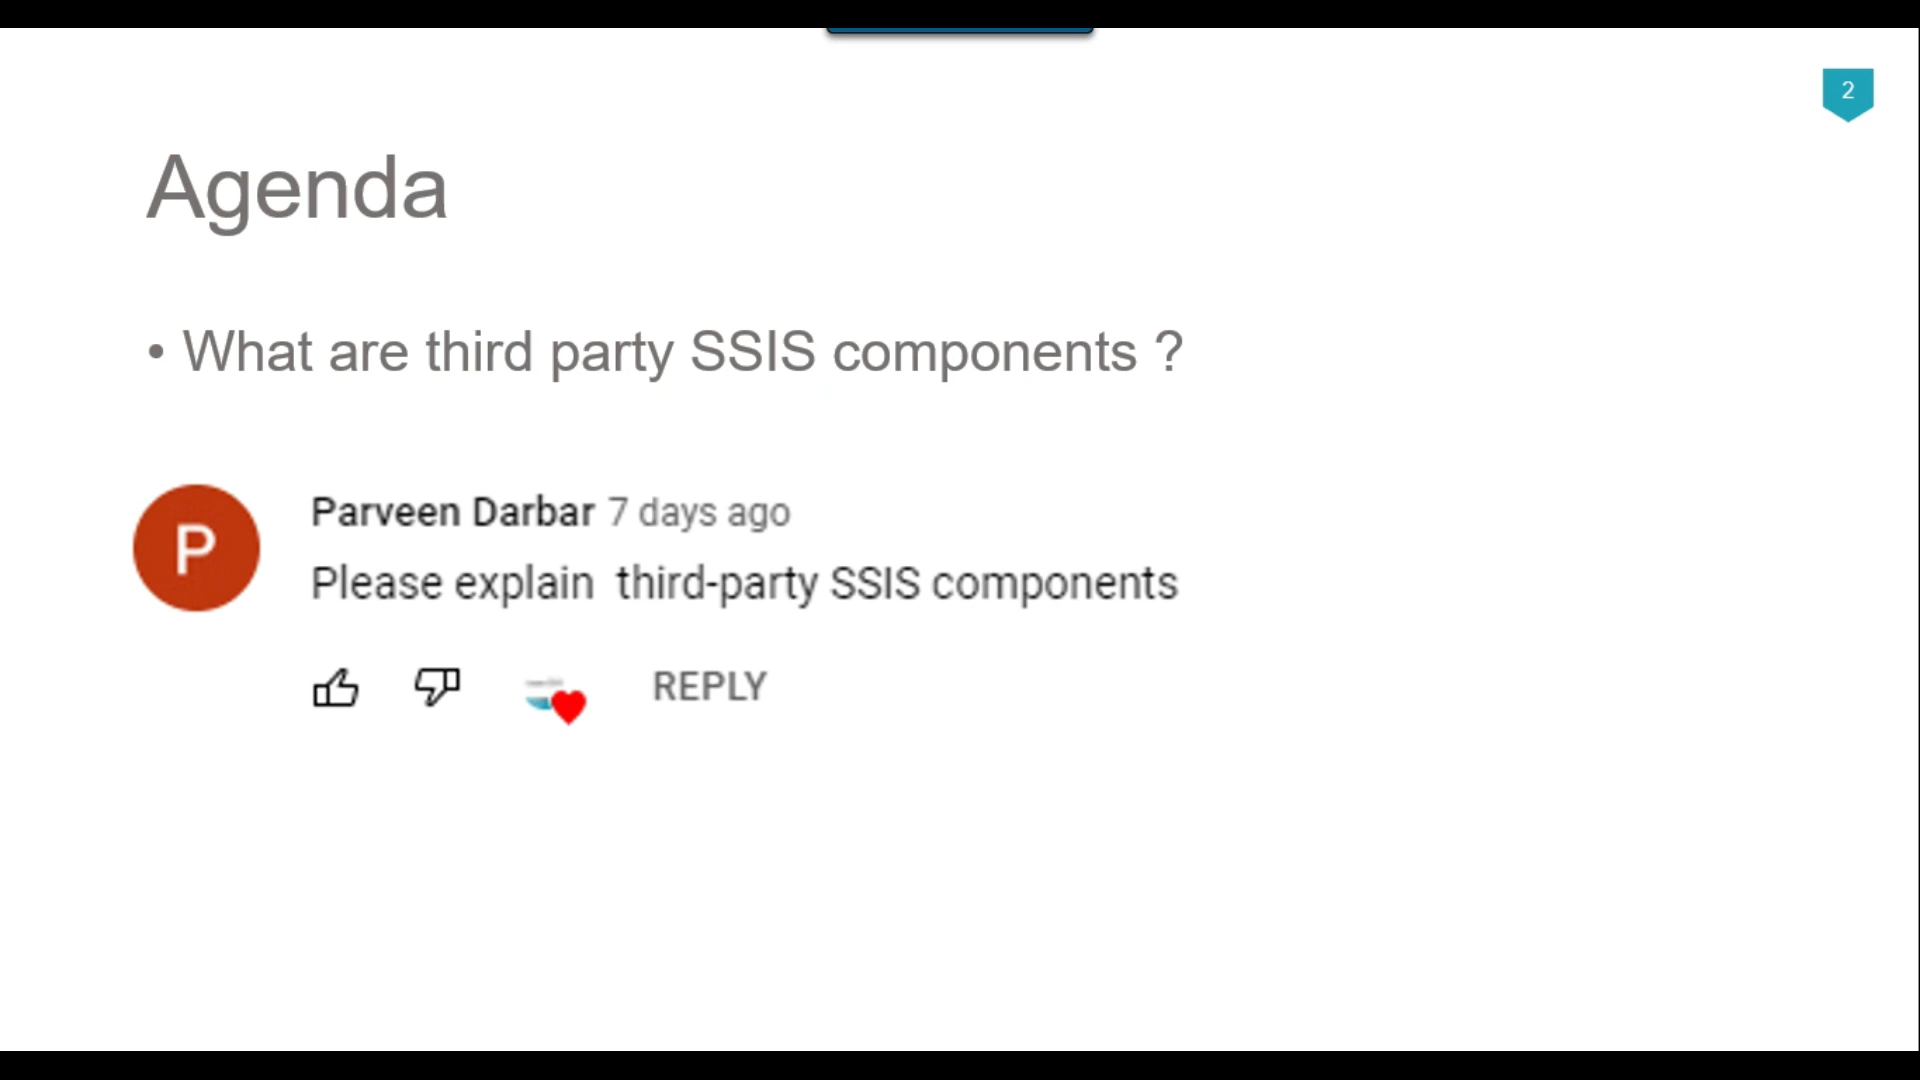 2
Agenda
• What are third party SSIS components ?
P
Parveen Darbar 7 days ago
Please explain third-party SSIS components
REPLY